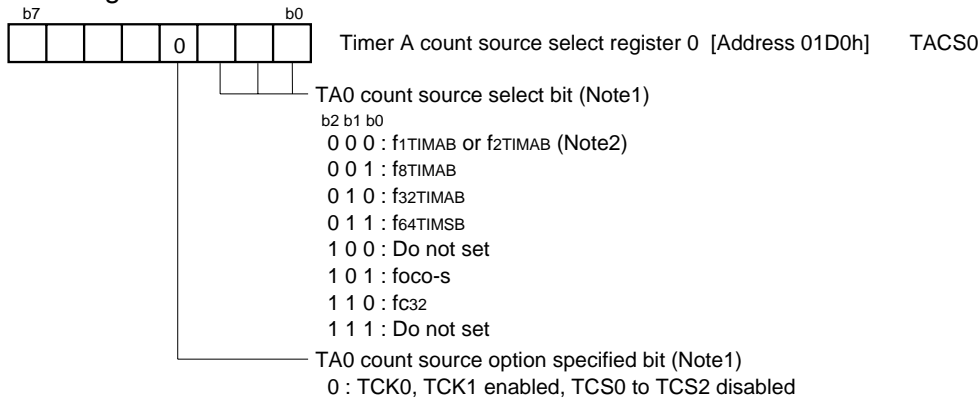 b7 b0
0
Timer A count source select register 0 [Address 01D0h] TACS0
TA0 count source select bit (Note1)
b2 b1 b0
0 0 0 : f1TIMAB or f2TIMAB (Note2)
0 0 1 : f8TIMAB
0 1 0 : f32TIMAB
0 1 1 : f64TIMSB
1 0 0 : Do not set
1 0 1 : foco-s
1 1 0 : fc32
1 1 1 : Do not set
TA0 count source option specified bit (Note1)
0 : TCK0, TCK1 enabled, TCS0 to TCS2 disabled